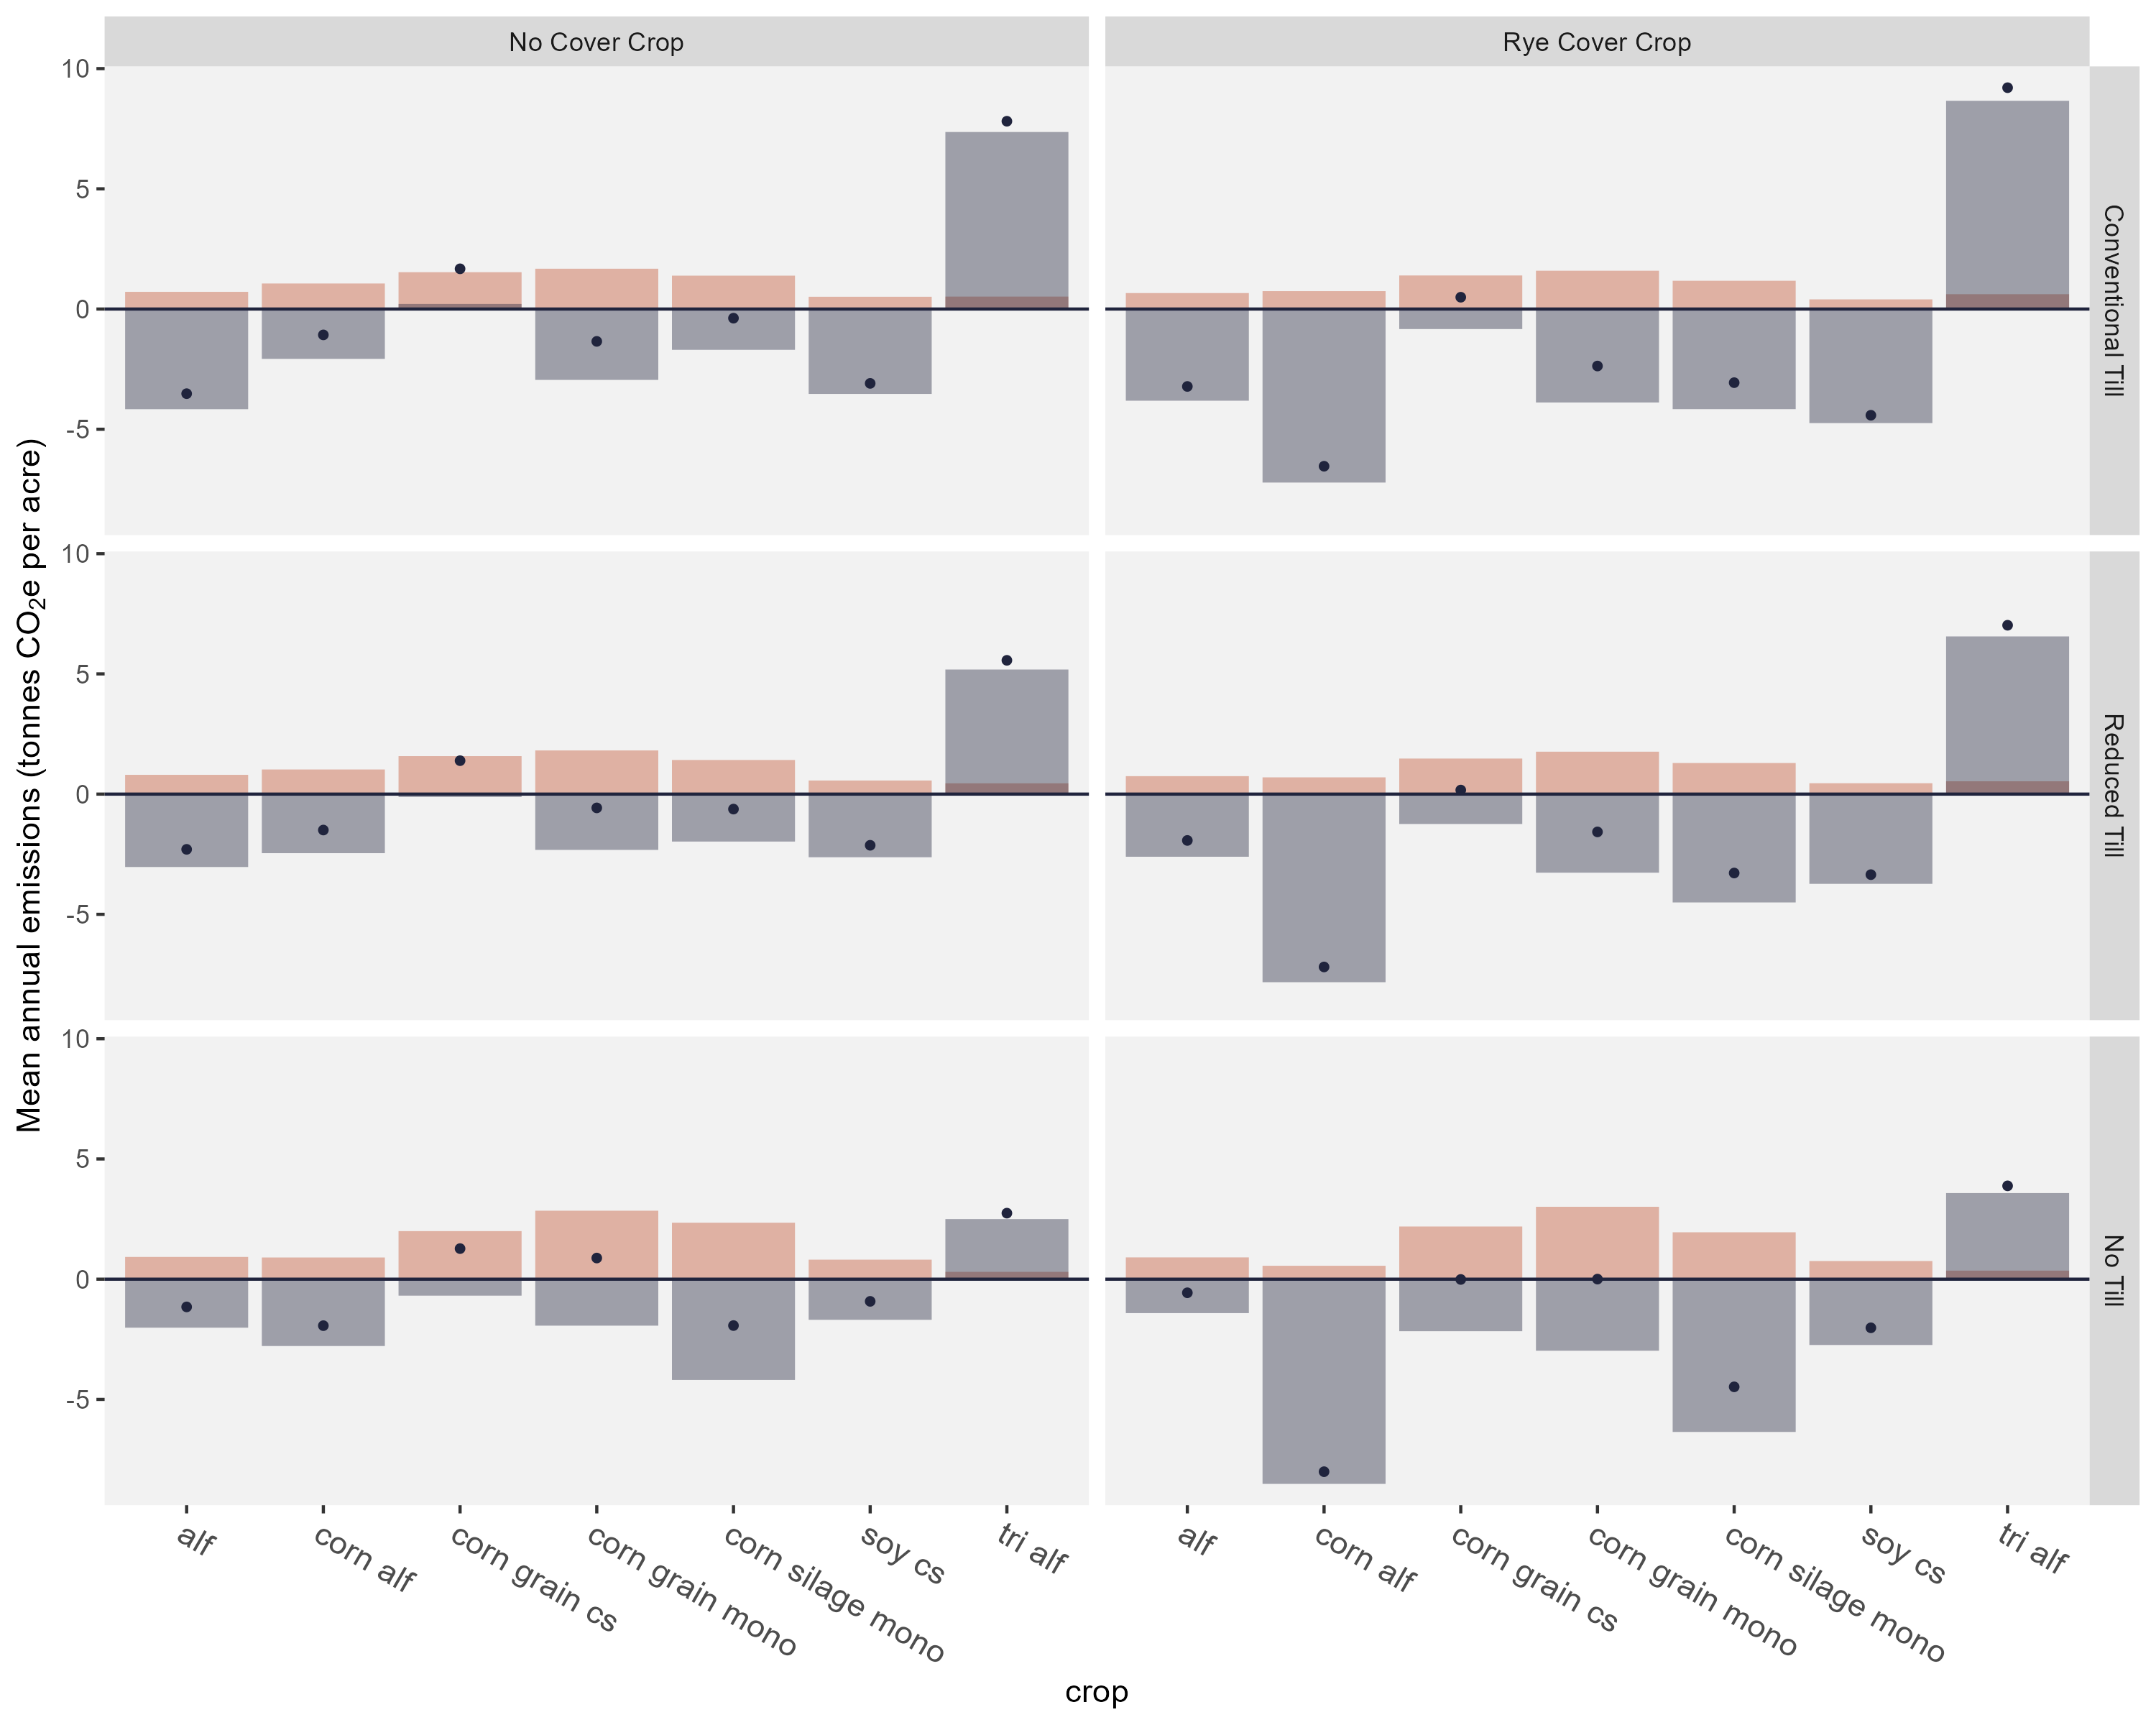 No Cover Crop
Rye Cover Crop
10
5
0
-5
Conventional Till
10
5
0
-5
Reduced Till
10
5
0
-5
No Till
Mean annual emissions (tonnes CO₂e per acre)
alf
corn alf
corn grain cs
corn grain mono
corn silage mono
soy cs
tri alf
alf
corn alf
corn grain cs
corn grain mono
corn silage mono
soy cs
tri alf
crop